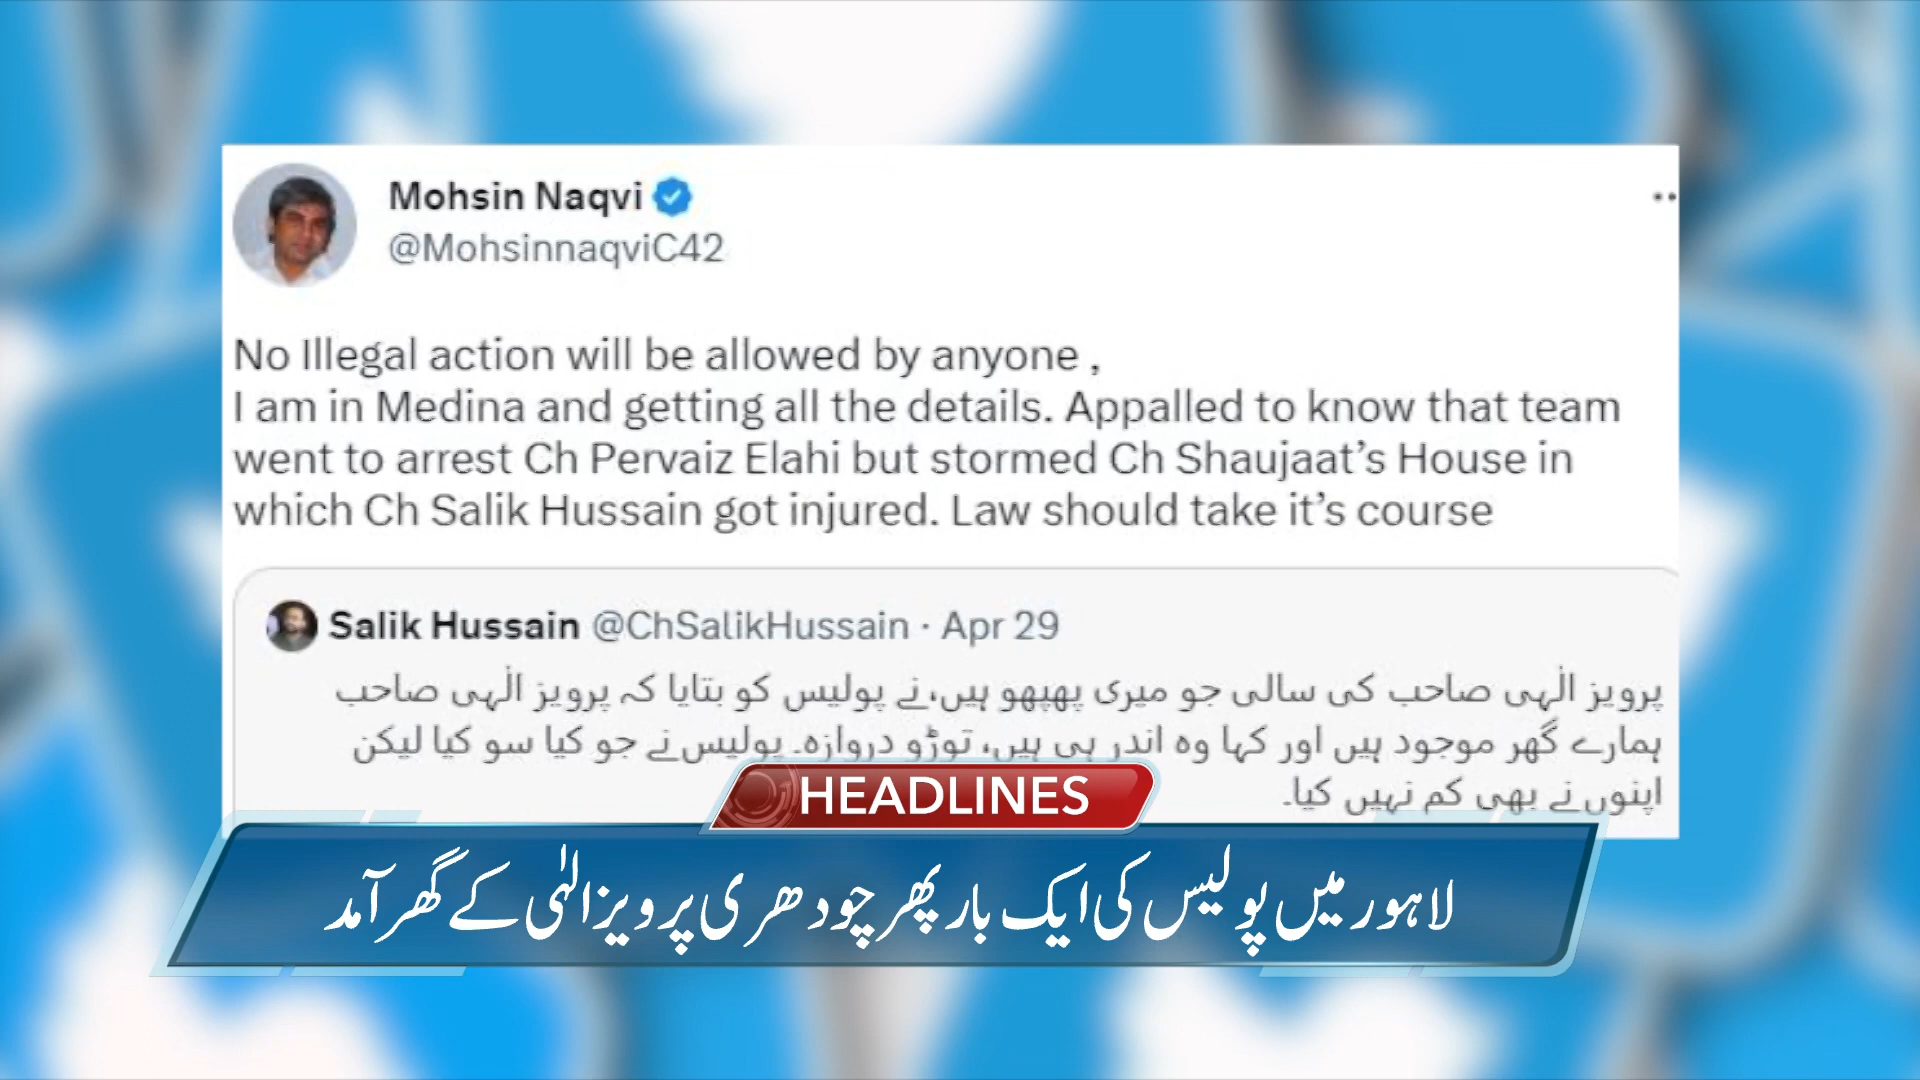 Mohsin Naqvi
@MohsinnaqviC42
No Illegal action will be allowed by anyone ,
I am in Medina and getting all the details. Appalled to know that team
went to arrest Ch Pervaiz Elahi but stormed Ch Shaujaat’s House in
which Ch Salik Hussain got injured. Law should take it’s course
Salik Hussain @ChSalikHussain · Apr 29
پرویز الٰہی صاحب کی سالی جو میری پھپھو ہیں،نے پولیس کو بتایا کہ پرویز الٰہی صاحب
ہمارے گھر موجود ہیں اور کہا وہ اندر ہی ہیں، توڑو دروازہ۔ پولیس نے جو کیا سو کیا لیکن
اپنوں نے بھی کم نہیں کیا۔
HEADLINES
لاہور میں پولیس کی ایک بار پھر چودھری پرویز الٰہی کے گھر آمد